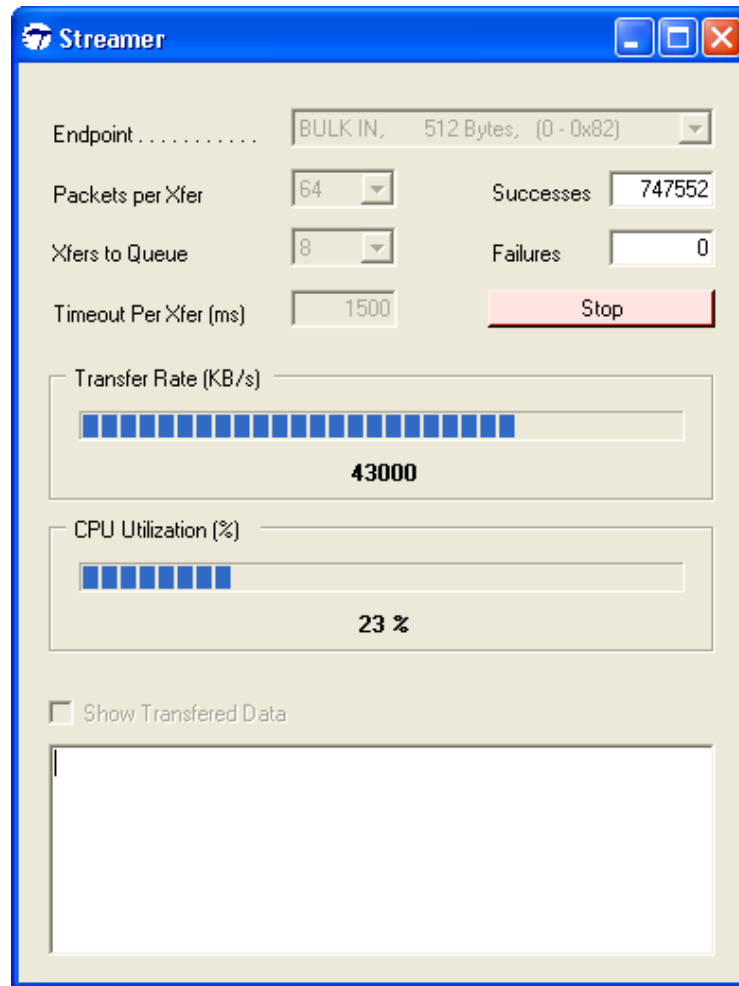 Streamer
Endpoint . . . . . . . . . . . BULK IN, 512 Bytes, (0 - 0x82)
Packets per Xfer 64 Successes 747552
Xfers to Queue 8 Failures 0
Timeout Per Xfer (ms) 1500 Stop
Transfer Rate (KB/s)
43000
CPU Utilization (%)
23 %
Show Transfered Data